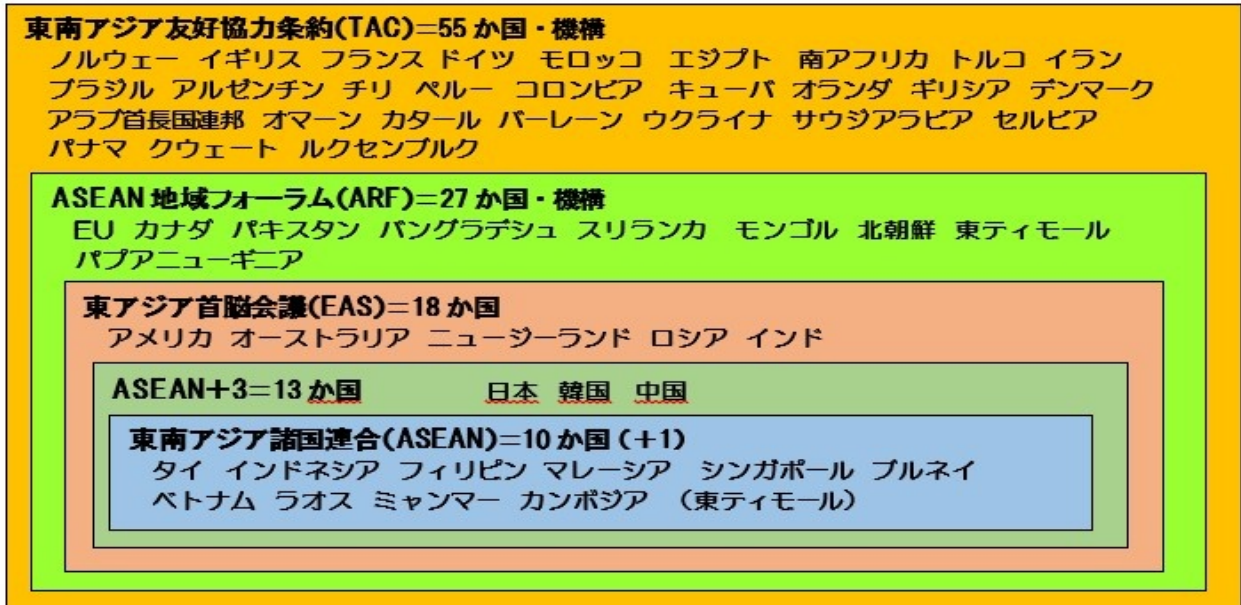 東南アジア友好協力条約(TAC)=55か国・機構
ノルウェー イギリス フランス ドイツ モロッコ エジプト 南アフリカ トルコ イラン
ブラジル アルゼンチン チリ ペルー コロンビア キューバ オランダ ギリシア デンマーク
アラブ首長国連邦 オマーン カタール バーレーン ウクライナ サウジアラビア セルビア
パナマ クウェート ルクセンブルク
ASEAN地域フォーラム(ARF)=27か国・機構
EU カナダ パキスタン バングラデシュ スリランカ モンゴル 北朝鮮 東ティモール
パプアニューギニア
東アジア首脳会議(EAS)=18か国
アメリカ オーストラリア ニュージーランド ロシア インド
ASEAN+3=13か国 日本 韓国 中国
東南アジア諸国連合(ASEAN)=10か国(+1)
タイ インドネシア フィリピン マレーシア シンガポール ブルネイ
ベトナム ラオス ミャンマー カンボジア (東ティモール)